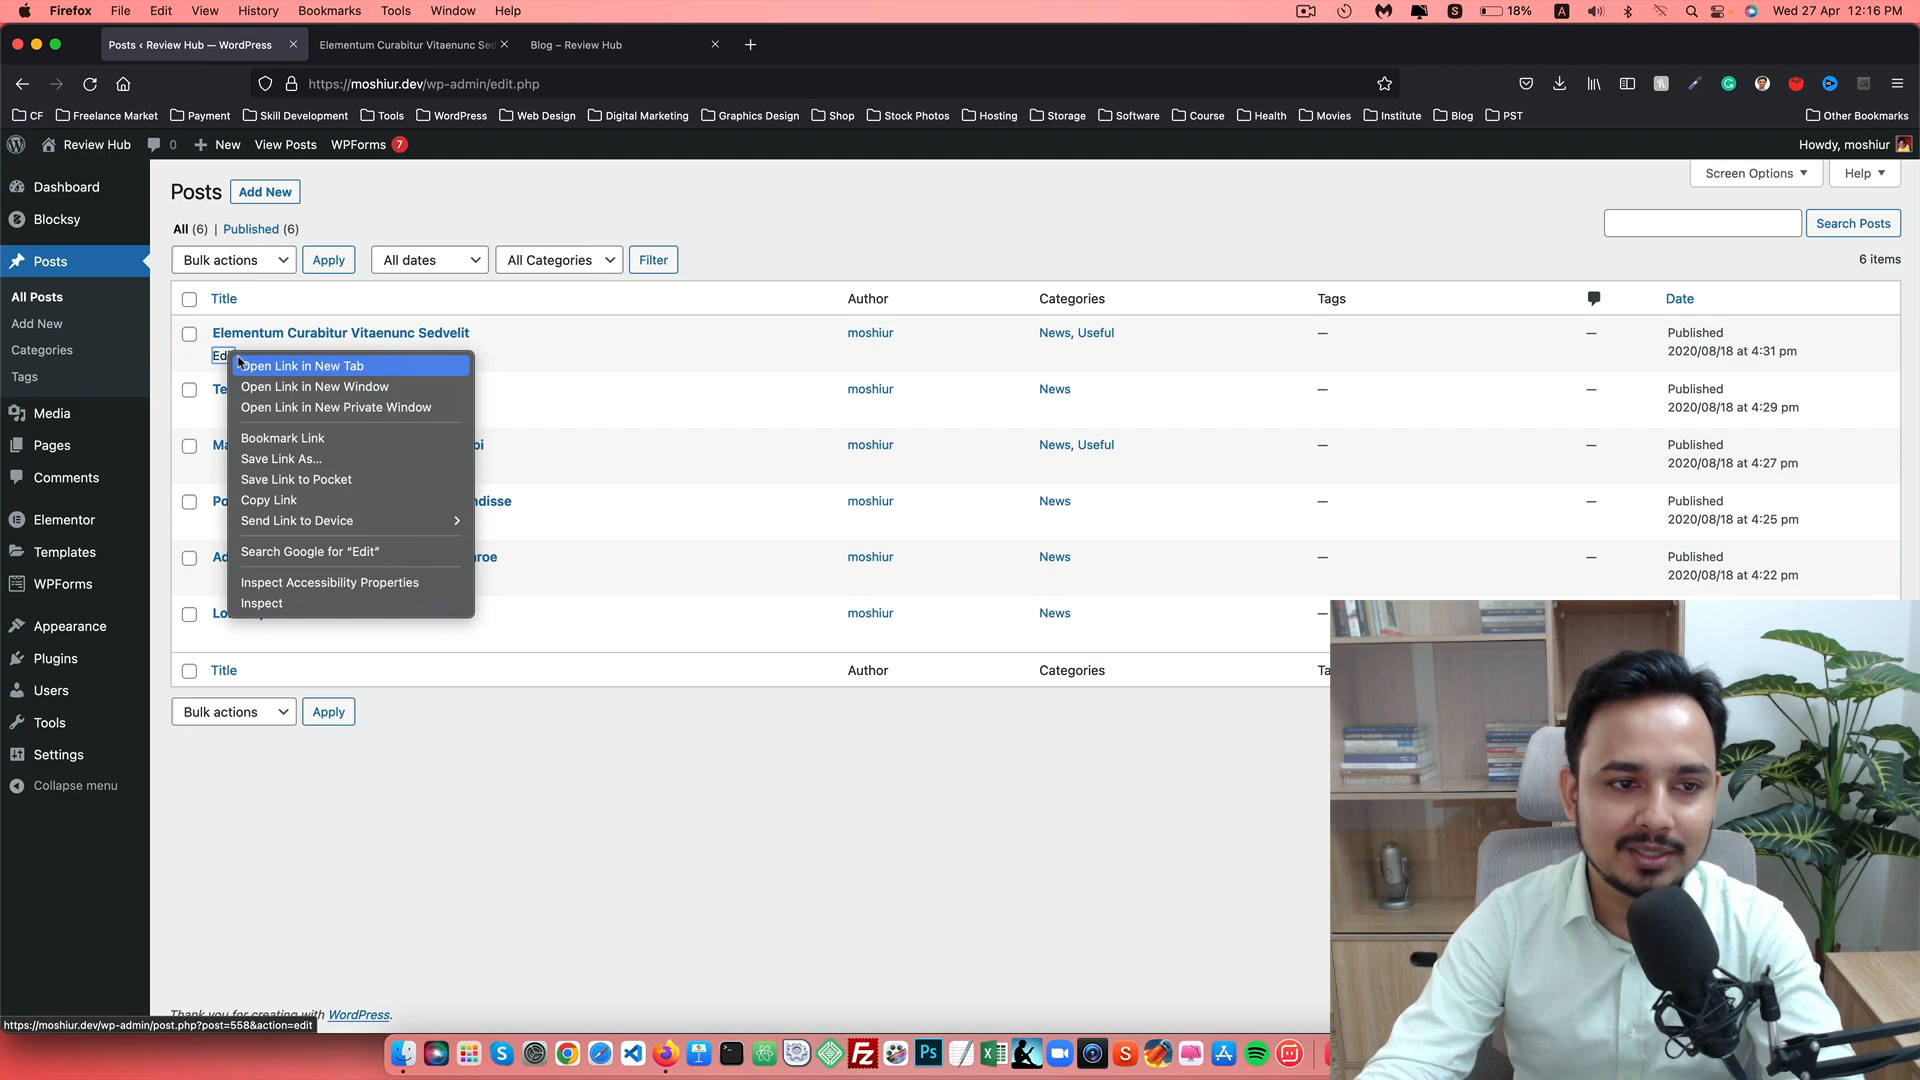 Firefox File Edit View History Bookmarks Tools Window Help
18% A Wed 27 Apr 12:16 PM
Posts ‹ Review Hub — WordPress
Elementum Curabitur Vitaenunc Sed
Blog – Review Hub
https://moshiur.dev/wp-admin/edit.php
CF Freelance Market Payment Skill Development Tools WordPress Web Design Digital Marketing Graphics Design Shop Stock Photos Hosting Storage Software Course Health Movies Institute Blog PST Other Bookmarks
Review Hub 0 New View Posts WPForms 7 Howdy, moshiur
Dashboard
Blocksy
Posts
All Posts
Add New
Categories
Tags
Media
Pages
Comments
Elementor
Templates
WPForms
Appearance
Plugins
Users
Tools
Settings
Collapse menu
Posts Add New
Screen Options Help
All (6) | Published (6)
Search Posts
Bulk actions Apply All dates All Categories Filter
6 items
Title Author Categories Tags Date
Elementum Curabitur Vitaenunc Sedvelit moshiur News, Useful — — Published
2020/08/18 at 4:31 pm
Te moshiur News — — Published
2020/08/18 at 4:29 pm
Ma bi moshiur News, Useful — — Published
2020/08/18 at 4:27 pm
Po ndisse moshiur News — — Published
2020/08/18 at 4:25 pm
Ad roe moshiur News — — Published
2020/08/18 at 4:22 pm
Lo moshiur News —
Title Author Categories Ta
Bulk actions Apply
Open Link in New Tab
Open Link in New Window
Open Link in New Private Window
Bookmark Link
Save Link As...
Save Link to Pocket
Copy Link
Send Link to Device
Search Google for “Edit”
Inspect Accessibility Properties
Inspect
Thank you for creating with WordPress.
https://moshiur.dev/wp-admin/post.php?post=558&action=edit